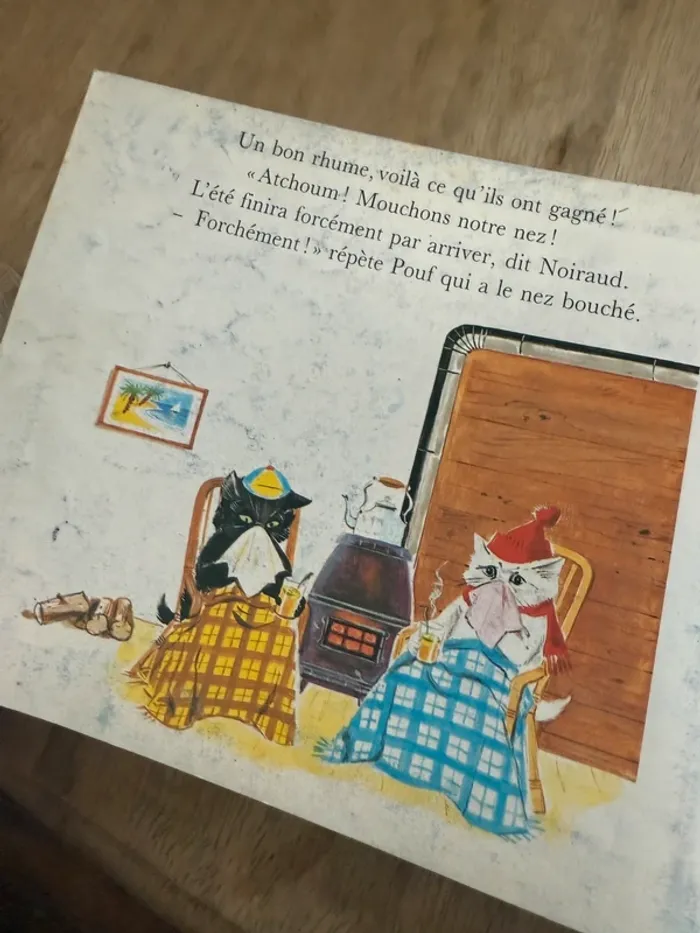 Un bon rhume, voilà ce qu'ils ont gagné !
« Atchoum ! Mouchons notre nez !
L'été finira forcément par arriver, dit Noiraud.
– Forchément ! » répète Pouf qui a le nez bouché.